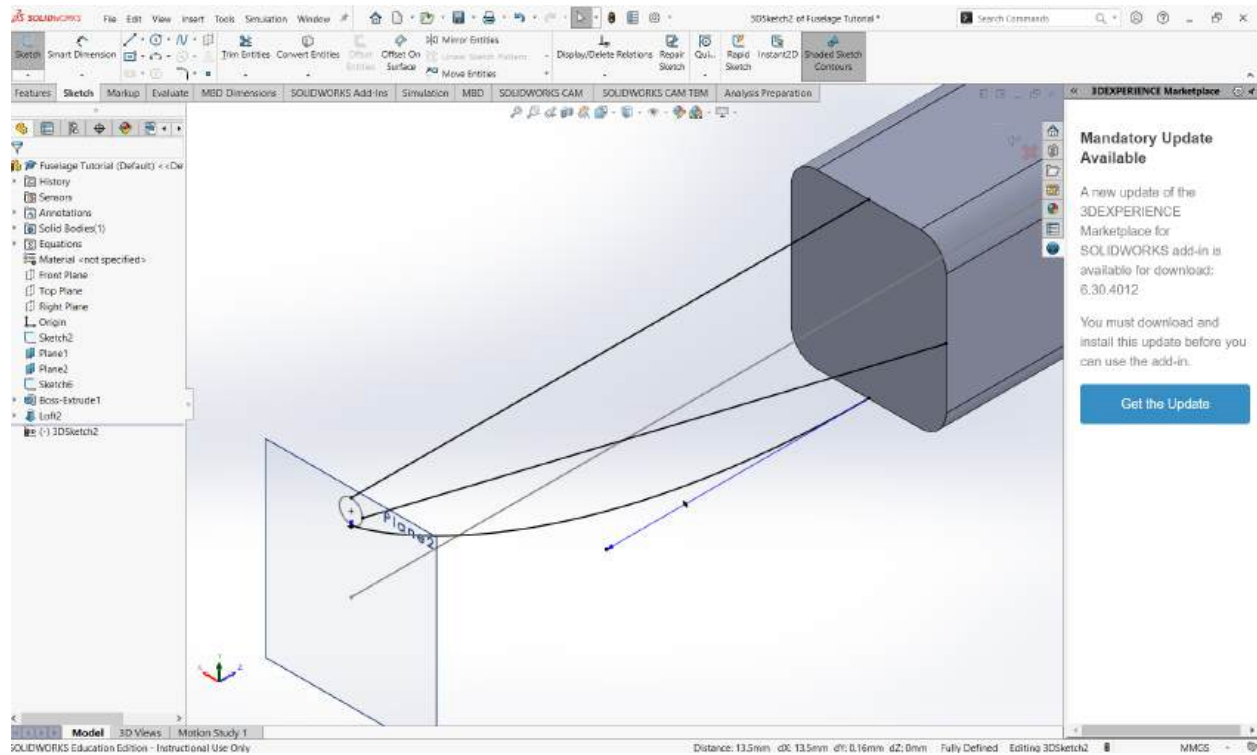 SOLIDWORKS File Edit View Insert Tools Simulation Window 3DSketch2 of Fuselage Tutorial * Search Commands
Sketch Smart Dimension Trim Entities Convert Entities Offset Entities Offset On Surface Mirror Entities Linear Sketch Pattern Move Entities Display/Delete Relations Repair Sketch Qui... Rapid Sketch Instant2D Shaded Sketch Contours
Features Sketch Markup Evaluate MBD Dimensions SOLIDWORKS Add-Ins Simulation MBD SOLIDWORKS CAM SOLIDWORKS CAM TBM Analysis Preparation
3DEXPERIENCE Marketplace
Fuselage Tutorial (Default) <<De
History
Sensors
Annotations
Solid Bodies(1)
Equations
Material <not specified>
Front Plane
Top Plane
Right Plane
Origin
Sketch2
Plane1
Plane2
Sketch6
Boss-Extrude1
Loft2
(-) 3DSketch2
Plane2
Mandatory Update
Available
A new update of the
3DEXPERIENCE
Marketplace for
SOLIDWORKS add-in is
available for download:
6.30.4012
You must download and
install this update before you
can use the add-in.
Get the Update
Model 3D Views Motion Study 1
SOLIDWORKS Education Edition - Instructional Use Only Distance: 13.5mm dX: 13.5mm dY: 0.16mm dZ: 0mm Fully Defined Editing 3DSketch2 MMGS